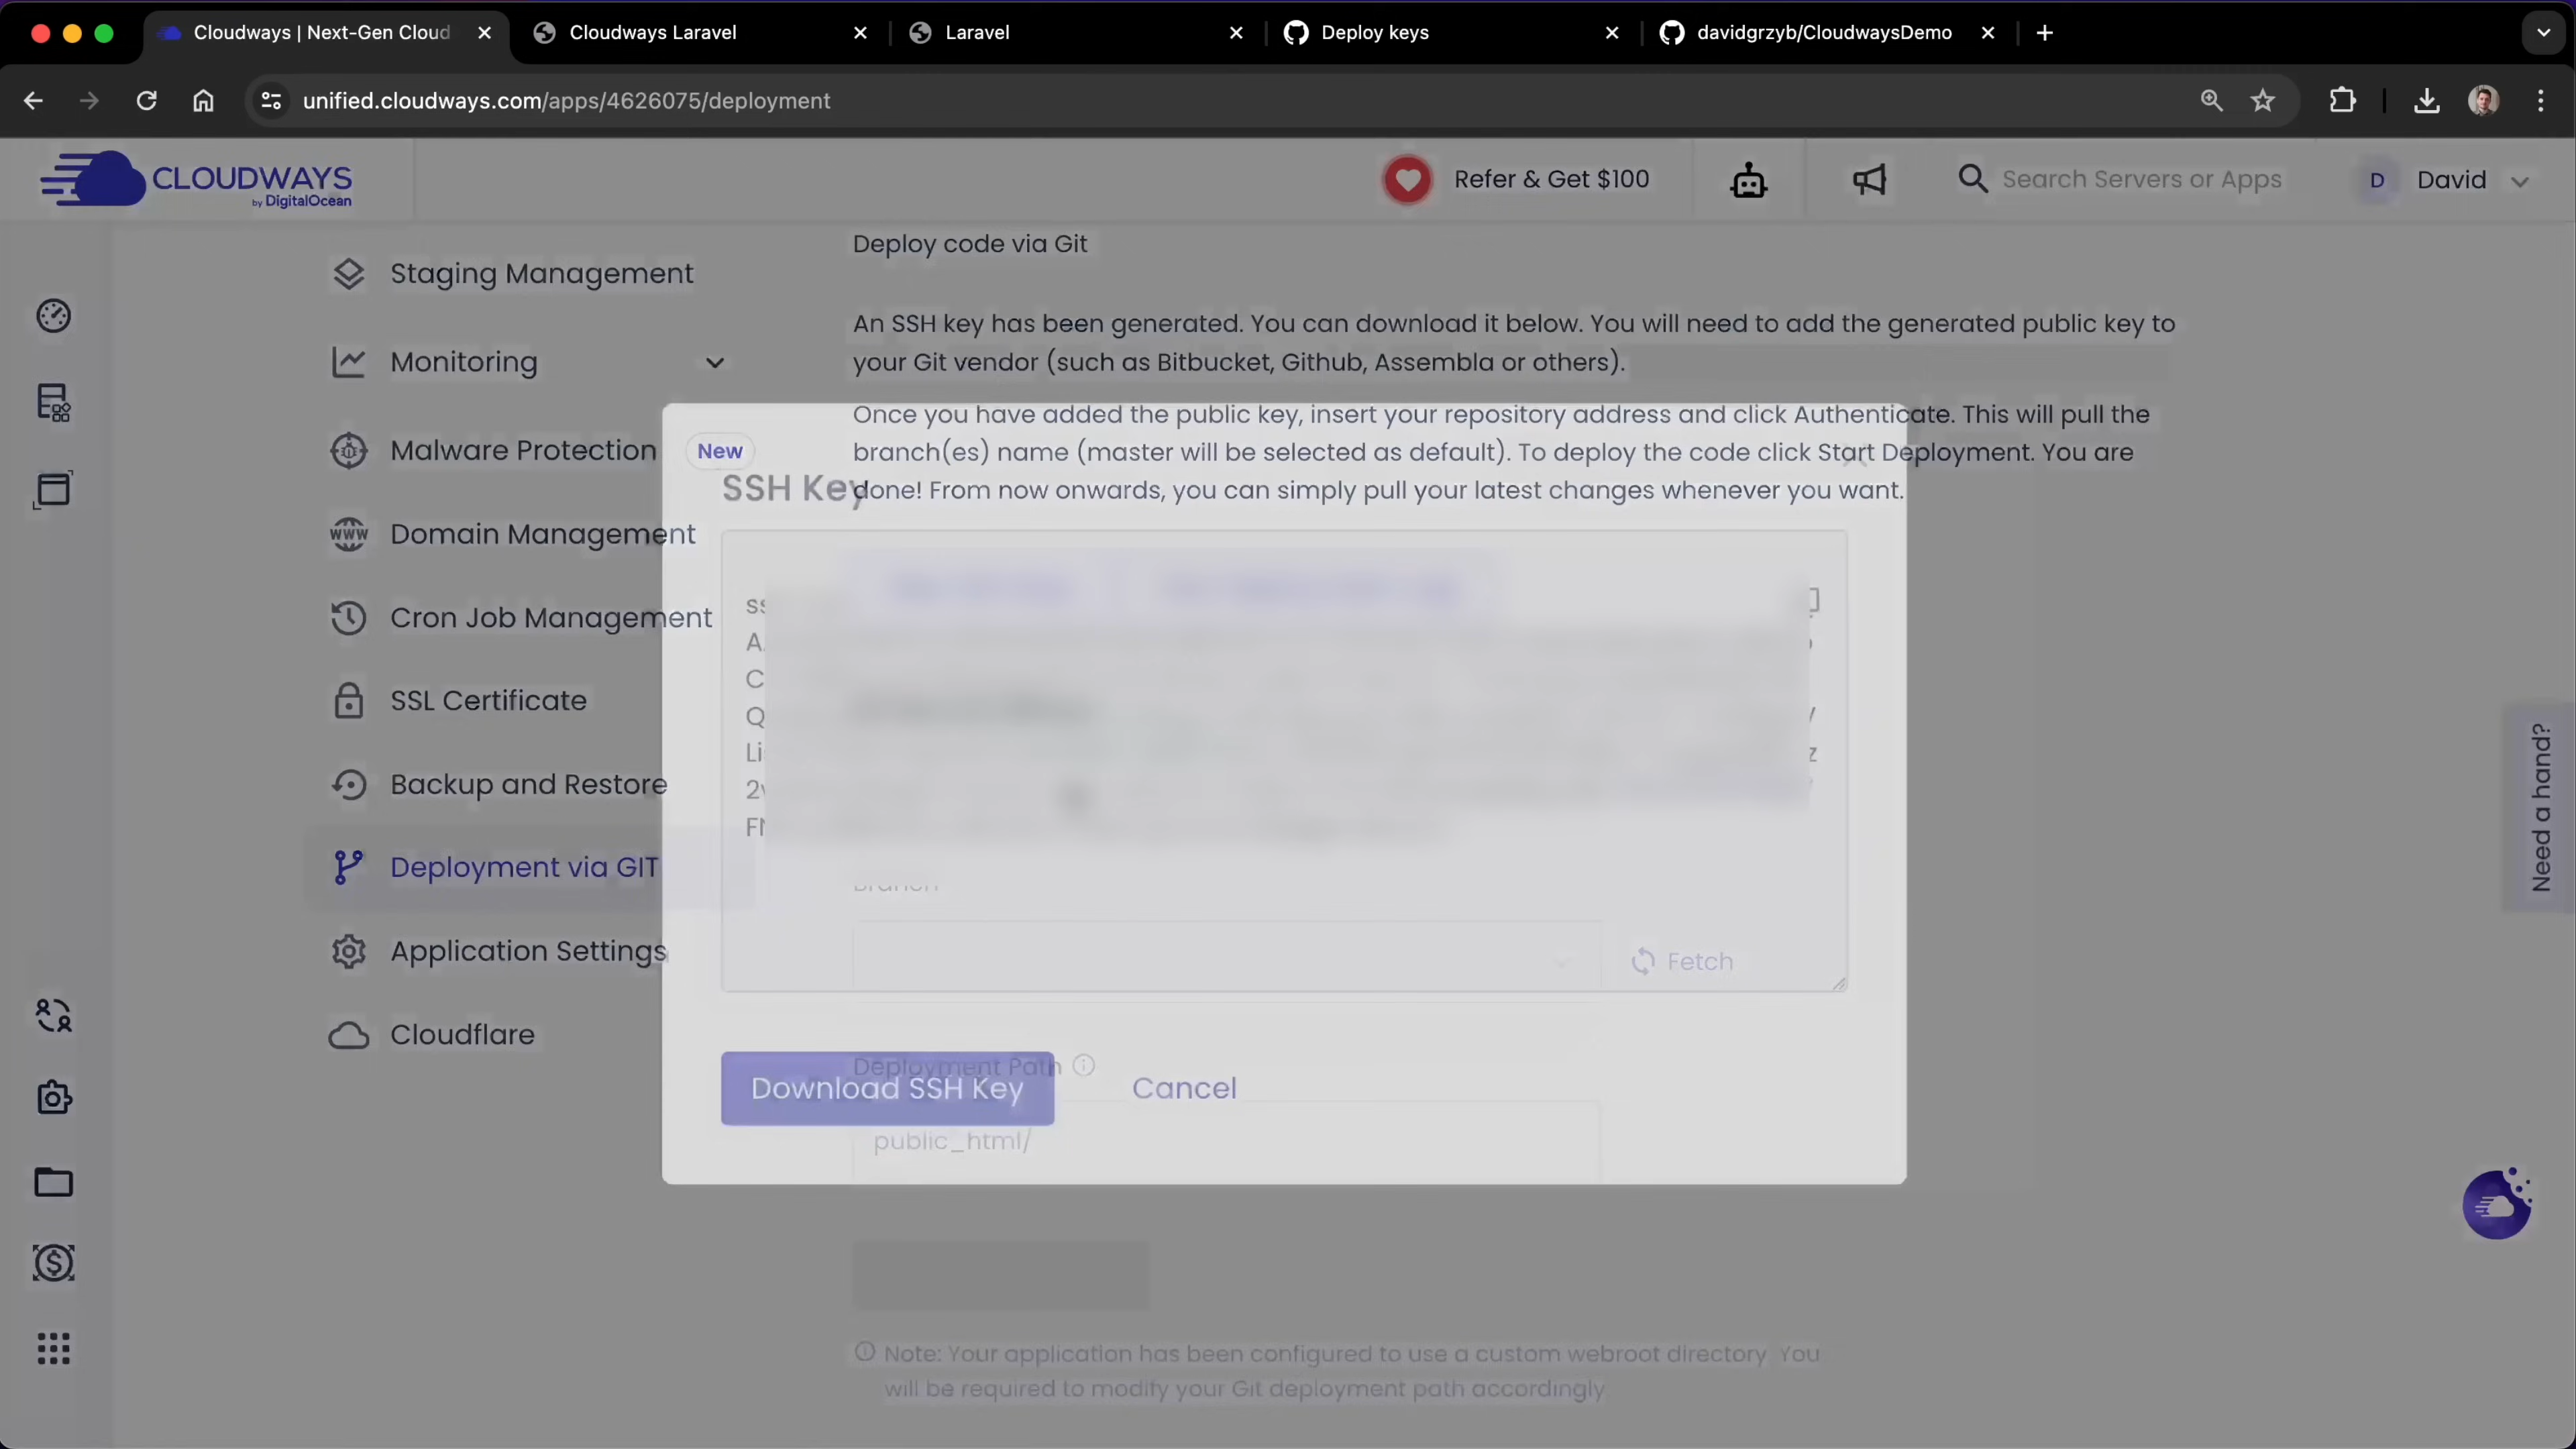 Cloudways | Next-Gen Cloud
Cloudways Laravel
Laravel
Deploy keys
davidgrzyb/CloudwaysDemo
unified.cloudways.com/apps/4626075/deployment
CLOUDWAYS
by DigitalOcean
Refer & Get $100
Search Servers or Apps
D
David
Staging Management
Monitoring
Malware Protection
New
Domain Management
WWW
Cron Job Management
SSL Certificate
Backup and Restore
Deployment via GIT
Application Settings
Cloudflare
Deploy code via Git
An SSH key has been generated. You can download it below. You will need to add the generated public key to
your Git vendor (such as Bitbucket, Github, Assembla or others).
Once you have added the public key, insert your repository address and click Authenticate. This will pull the
branch(es) name (master will be selected as default). To deploy the code click Start Deployment. You are
done! From now onwards, you can simply pull your latest changes whenever you want.
SSH Key
Branch
Fetch
Deployment Path
Download SSH Key
Cancel
public_html/
Note: Your application has been configured to use a custom webroot directory You
will be required to modify your Git deployment path accordingly
Need a hand?